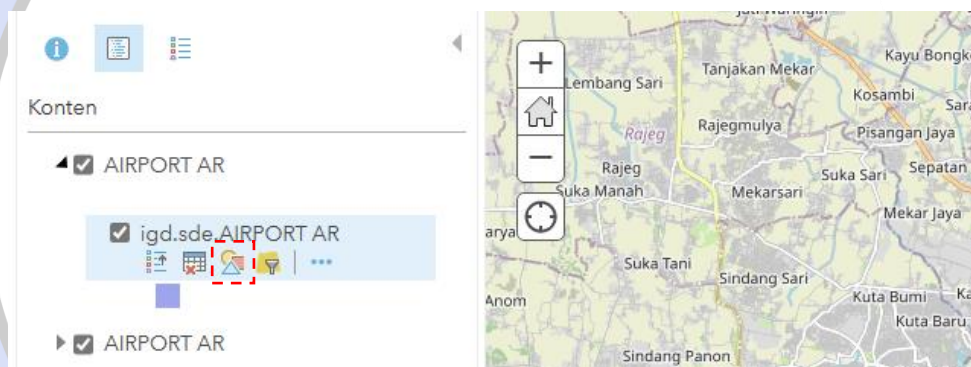 Konten
AIRPORT AR
igd.sde.AIRPORT AR
AIRPORT AR
Kayu Bongk
Tanjakan Mekar
Lembang Sari
Kosambi
Sara
Rajeg
Rajegmulya
Pisangan Jaya
Rajeg
Suka Sari
Sepatan
Suka Manah
Mekarsari
Mekar Jaya
arya
Suka Tani
Sindang Sari
Anom
Kuta Bumi
Ka
Kuta Baru
Sindang Panon